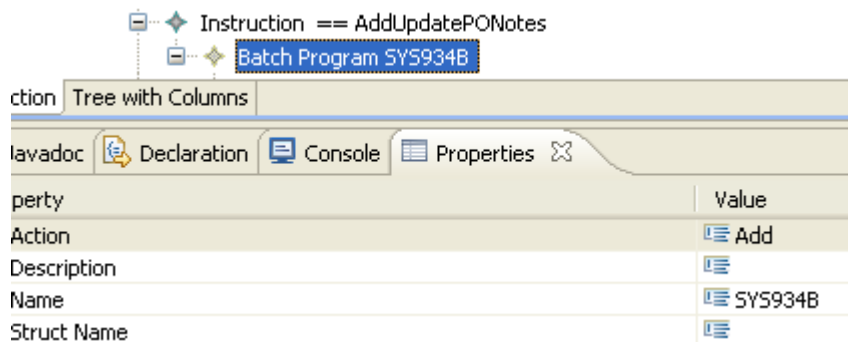 Instruction == AddUpdatePONotes
Batch Program SYS934B
ction Tree with Columns
Javadoc Declaration Console Properties
perty Value
Action Add
Description
Name SYS934B
Struct Name